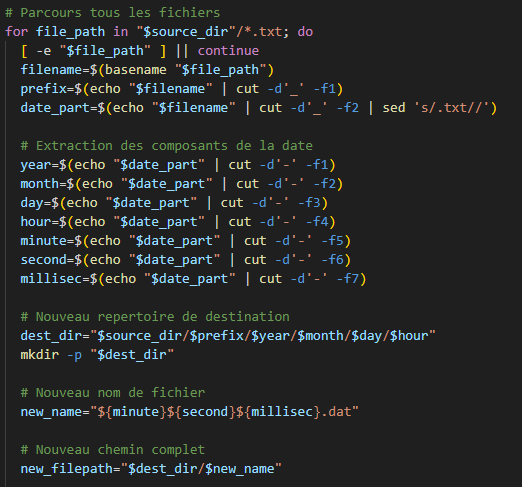 # Parcours tous les fichiers
for file_path in "$source_dir"/*.txt; do
[ -e "$file_path" ] || continue
filename=$(basename "$file_path")
prefix=$(echo "$filename" | cut -d'_' -f1)
date_part=$(echo "$filename" | cut -d'_' -f2 | sed 's/.txt//')
# Extraction des composants de la date
year=$(echo "$date_part" | cut -d'-' -f1)
month=$(echo "$date_part" | cut -d'-' -f2)
day=$(echo "$date_part" | cut -d'-' -f3)
hour=$(echo "$date_part" | cut -d'-' -f4)
minute=$(echo "$date_part" | cut -d'-' -f5)
second=$(echo "$date_part" | cut -d'-' -f6)
millisec=$(echo "$date_part" | cut -d'-' -f7)
# Nouveau repertoire de destination
dest_dir="$source_dir/$prefix/$year/$month/$day/$hour"
mkdir -p "$dest_dir"
# Nouveau nom de fichier
new_name="${minute}${second}${millisec}.dat"
# Nouveau chemin complet
new_filepath="$dest_dir/$new_name"